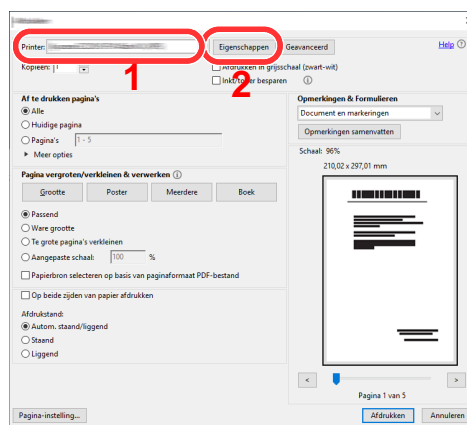 Printer:
Eigenschappen
Geavanceerd
Help
1
2
Kopieën: 1
Afdrukken in grijsschaal (zwart-wit)
Inkt/toner besparen
Af te drukken pagina's
Alle
Huidige pagina
Pagina's 1 - 5
Meer opties
Pagina vergroten/verkleinen & verwerken
Grootte
Poster
Meerdere
Boek
Passend
Ware grootte
Te grote pagina's verkleinen
Aangepaste schaal: 100 %
Papierbron selecteren op basis van paginaformaat PDF-bestand
Op beide zijden van papier afdrukken
Afdrukstand:
Autom. staand/liggend
Staand
Liggend
Opmerkingen & Formulieren
Document en markeringen
Opmerkingen samenvatten
Schaal: 96%
210,02 x 297,01 mm
<
>
Pagina 1 van 5
Pagina-instelling...
Afdrukken
Annuleren